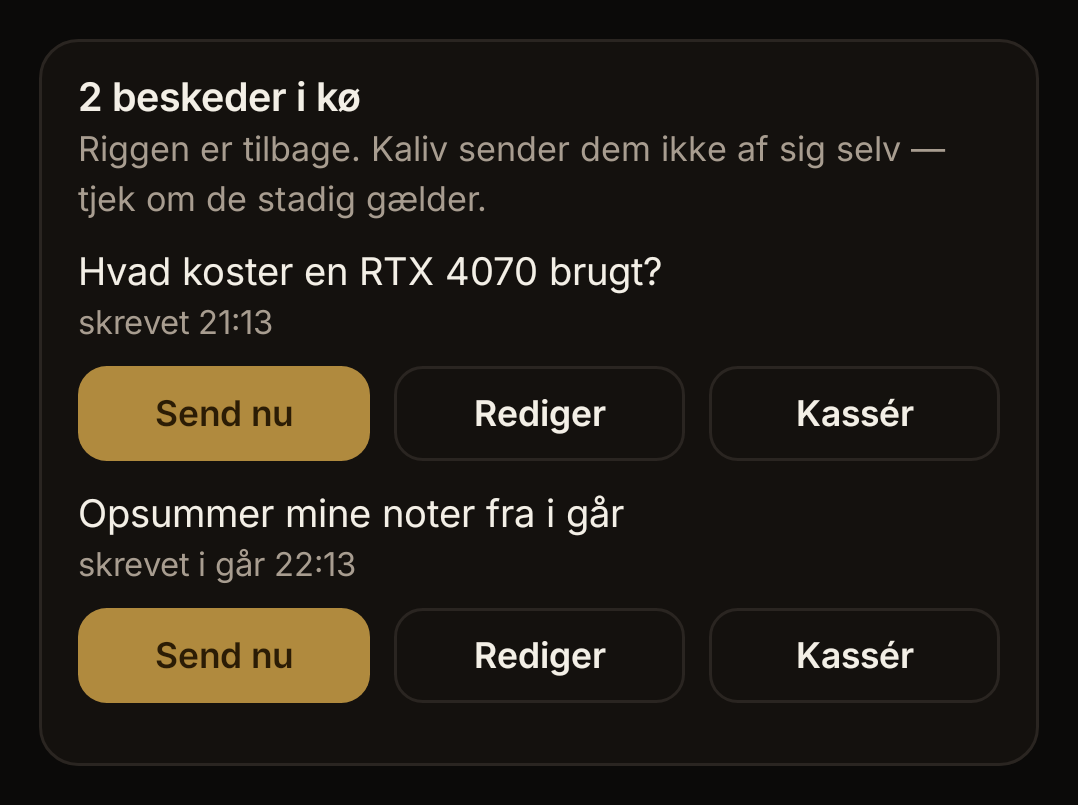 2 beskeder i kø
Riggen er tilbage. Kaliv sender dem ikke af sig selv —
tjek om de stadig gælder.
Hvad koster en RTX 4070 brugt?
skrevet 21:13
Send nu
Rediger
Kassér
Opsummer mine noter fra i går
skrevet i går 22:13
Send nu
Rediger
Kassér